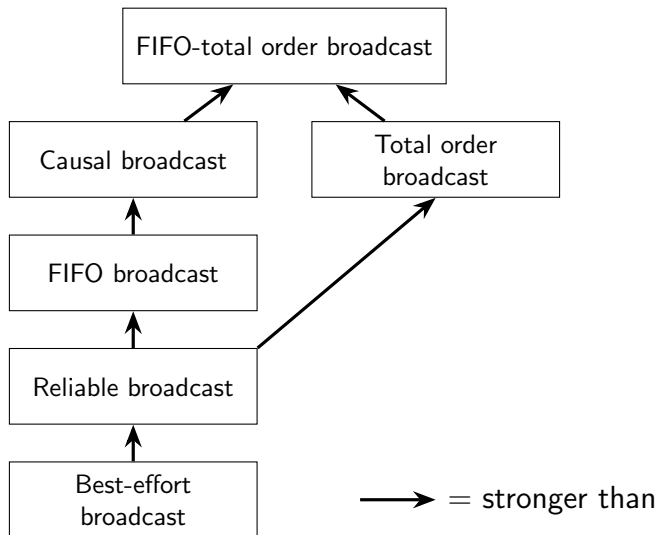 FIFO-total order broadcast
Causal broadcast
Total order
broadcast
FIFO broadcast
Reliable broadcast
Best-effort
broadcast
= stronger than